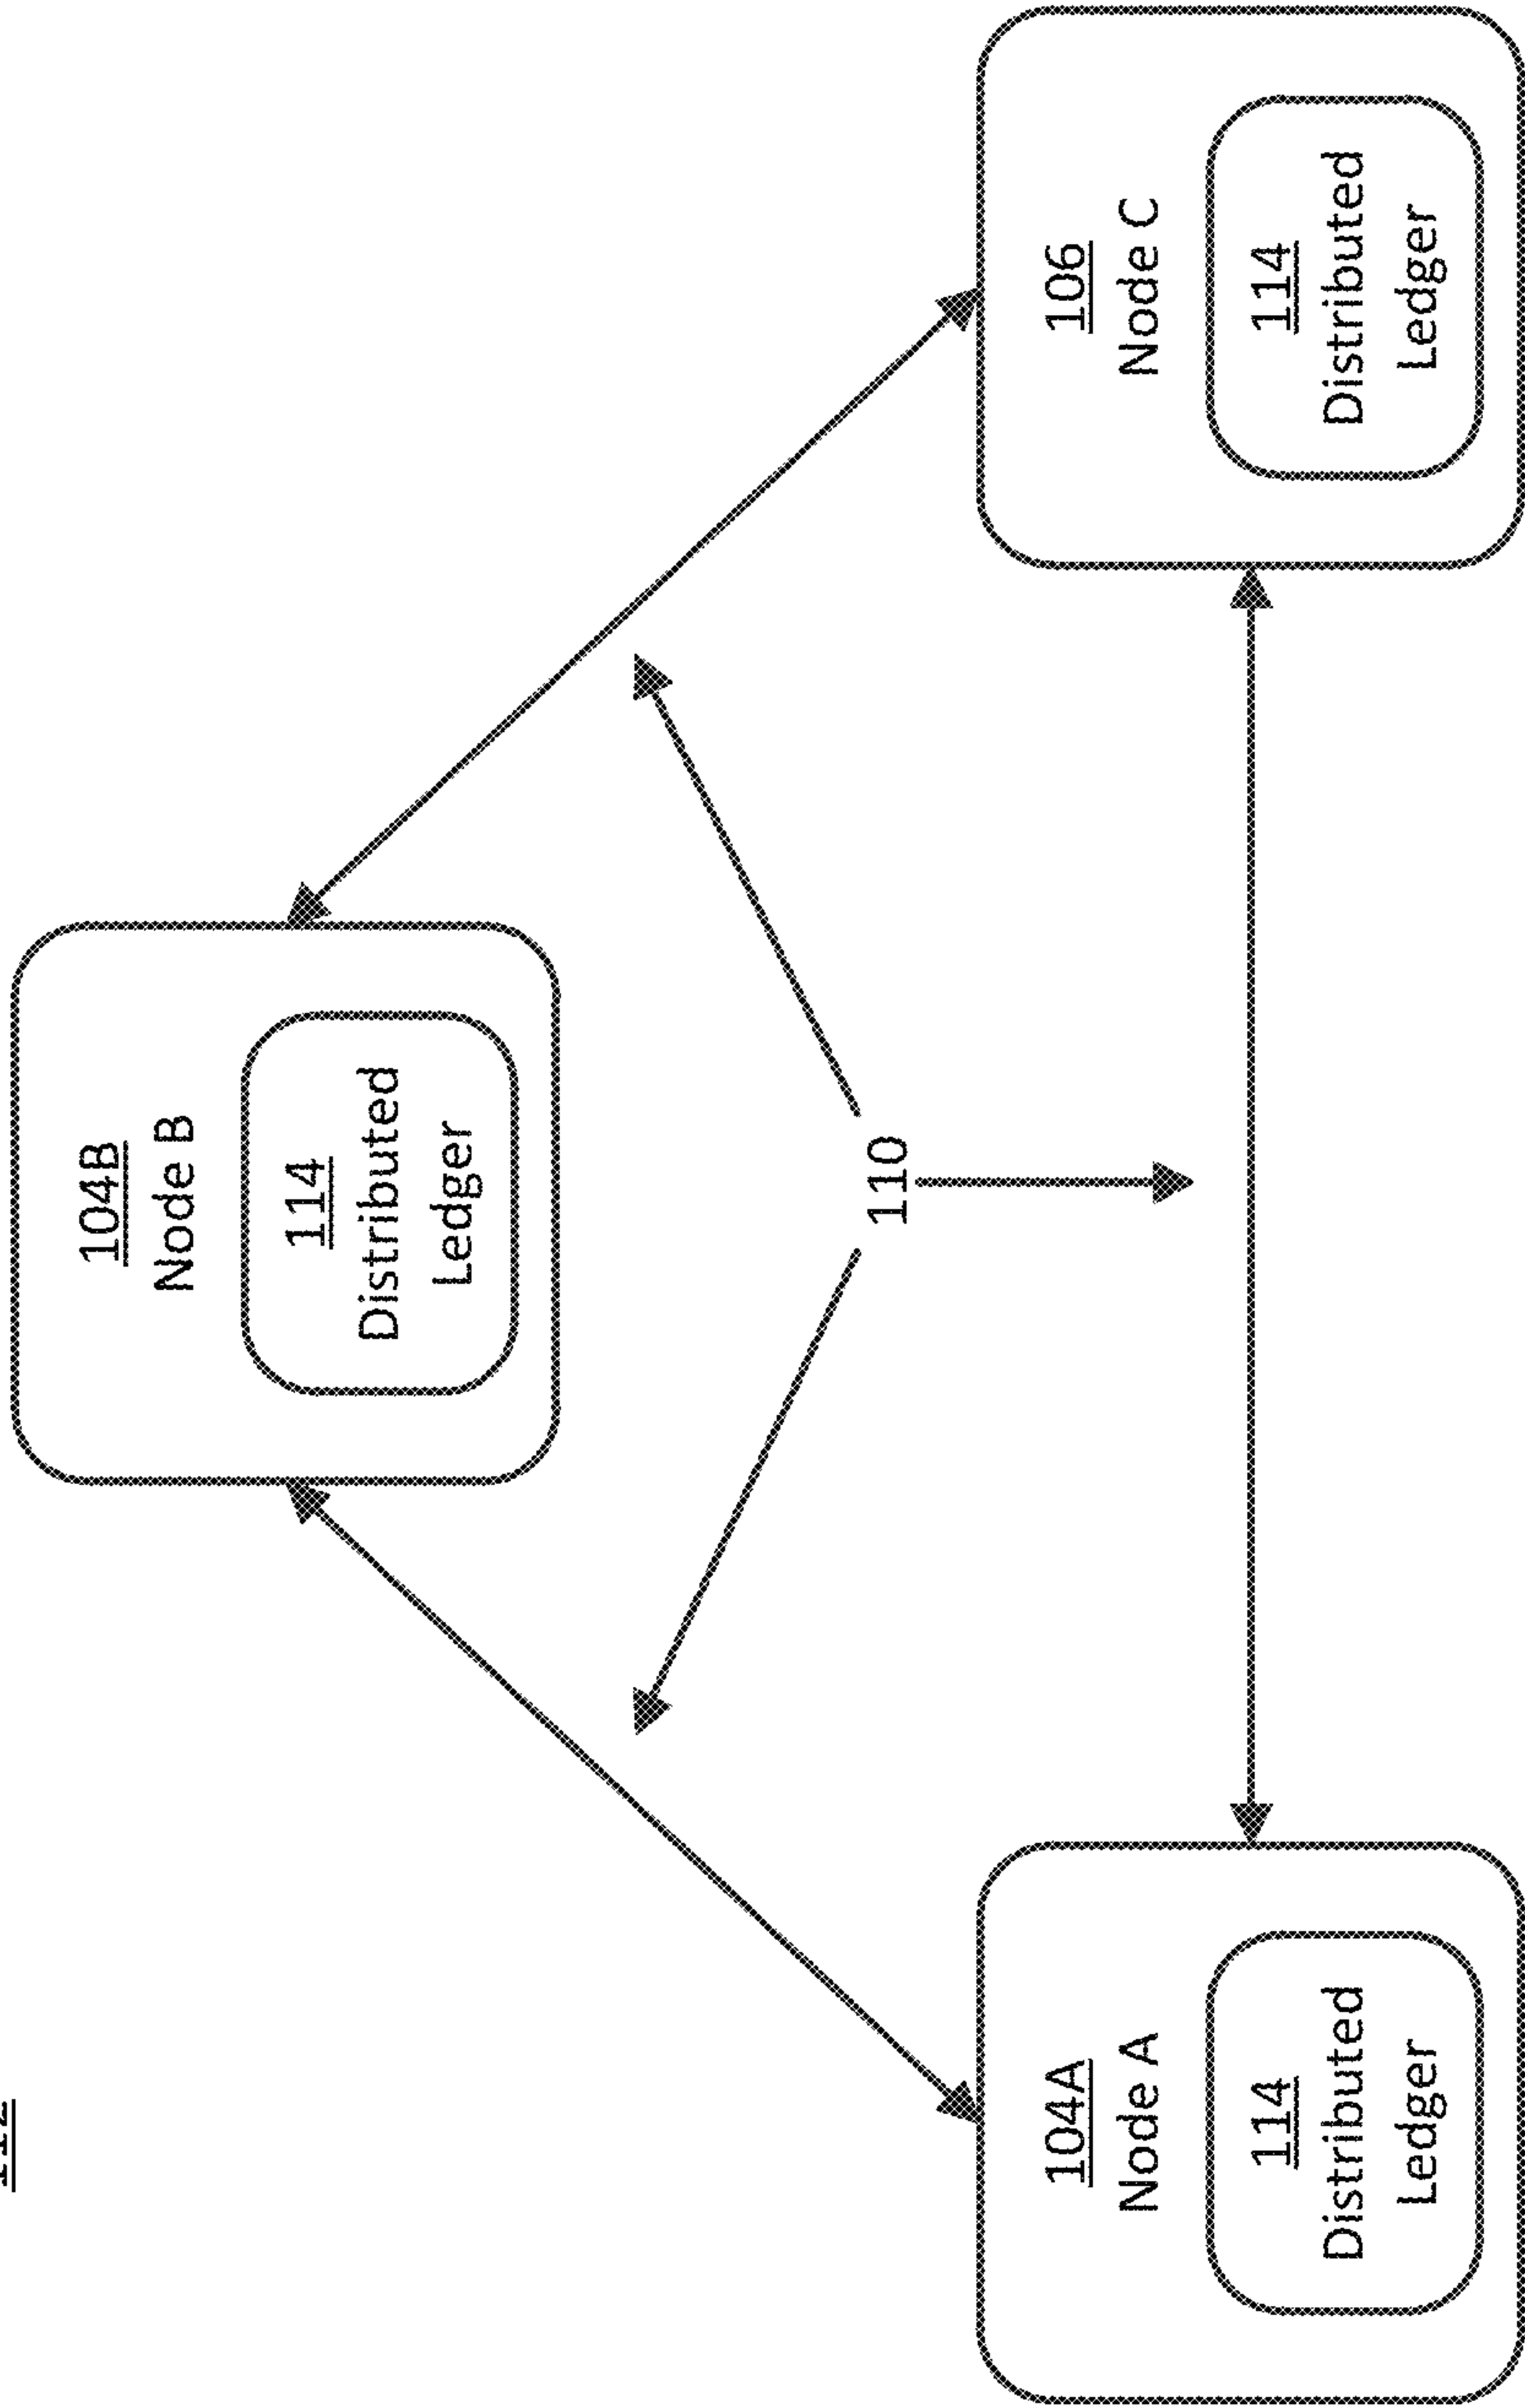 104B
Node B
114
Distributed
Ledger
110
104A
Node A
114
Distributed
Ledger
106
Node C
114
Distributed
Ledger